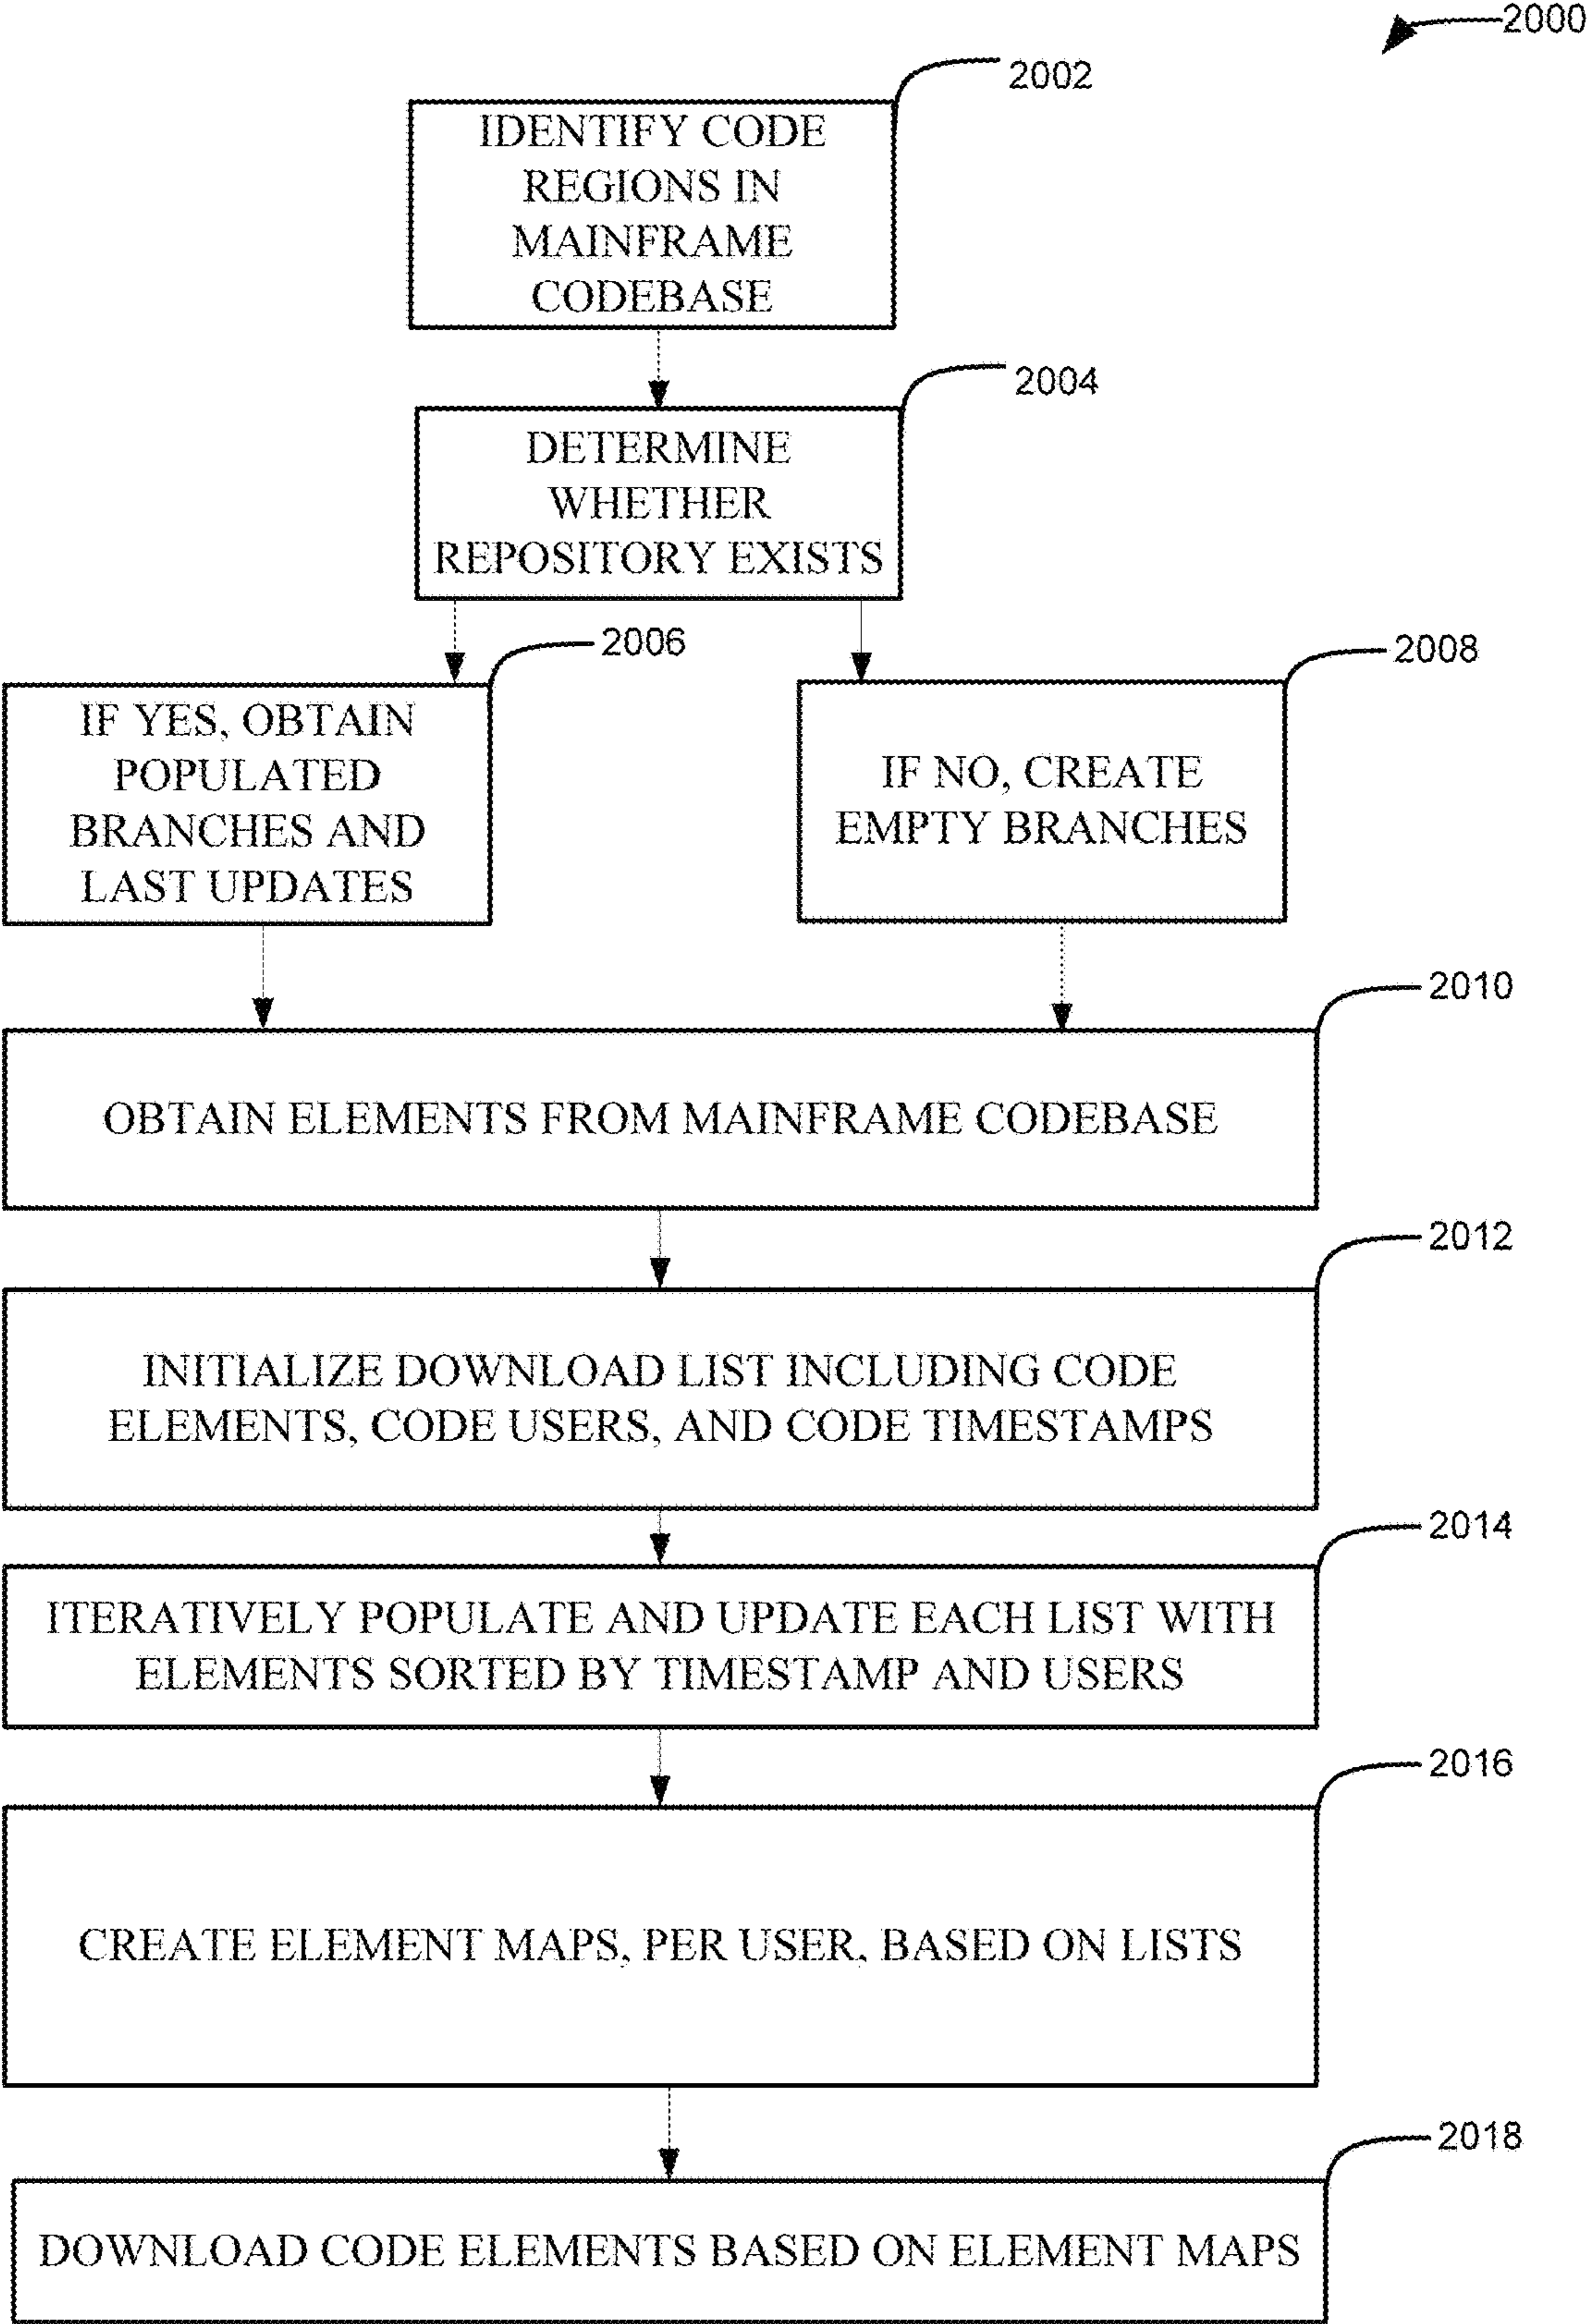 2000
2002
IDENTIFY CODE
REGIONS IN
MAINFRAME
CODEBASE
2004
DETERMINE
WHETHER
REPOSITORY EXISTS
2006
IF YES, OBTAIN
POPULATED
BRANCHES AND
LAST UPDATES
2008
IF NO, CREATE
EMPTY BRANCHES
2010
OBTAIN ELEMENTS FROM MAINFRAME CODEBASE
2012
INITIALIZE DOWNLOAD LIST INCLUDING CODE
ELEMENTS, CODE USERS, AND CODE TIMESTAMPS
2014
ITERATIVELY POPULATE AND UPDATE EACH LIST WITH
ELEMENTS SORTED BY TIMESTAMP AND USERS
2016
CREATE ELEMENT MAPS, PER USER, BASED ON LISTS
2018
DOWNLOAD CODE ELEMENTS BASED ON ELEMENT MAPS